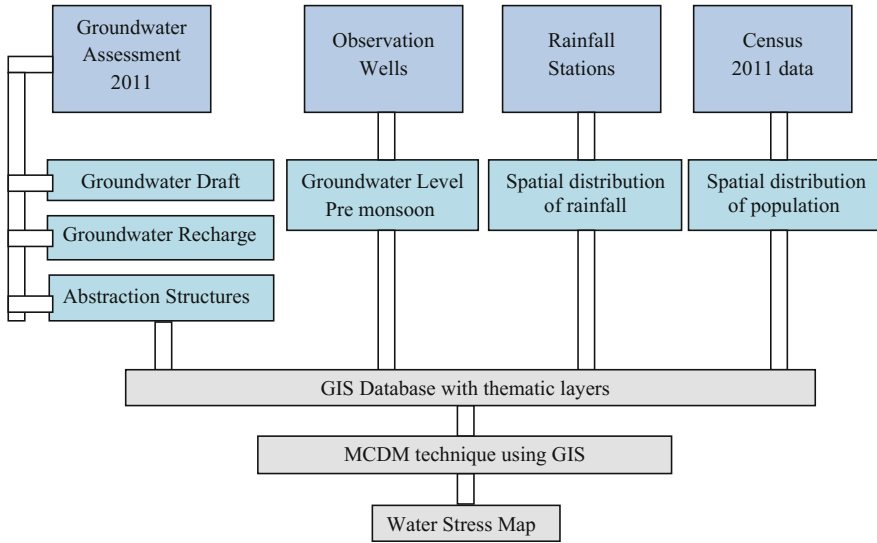 Groundwater
Assessment
2011
Observation
Wells
Rainfall
Stations
Census
2011 data
Groundwater Draft
Groundwater Recharge
Abstraction Structures
Groundwater Level
Pre monsoon
Spatial distribution
of rainfall
Spatial distribution
of population
GIS Database with thematic layers
MCDM technique using GIS
Water Stress Map